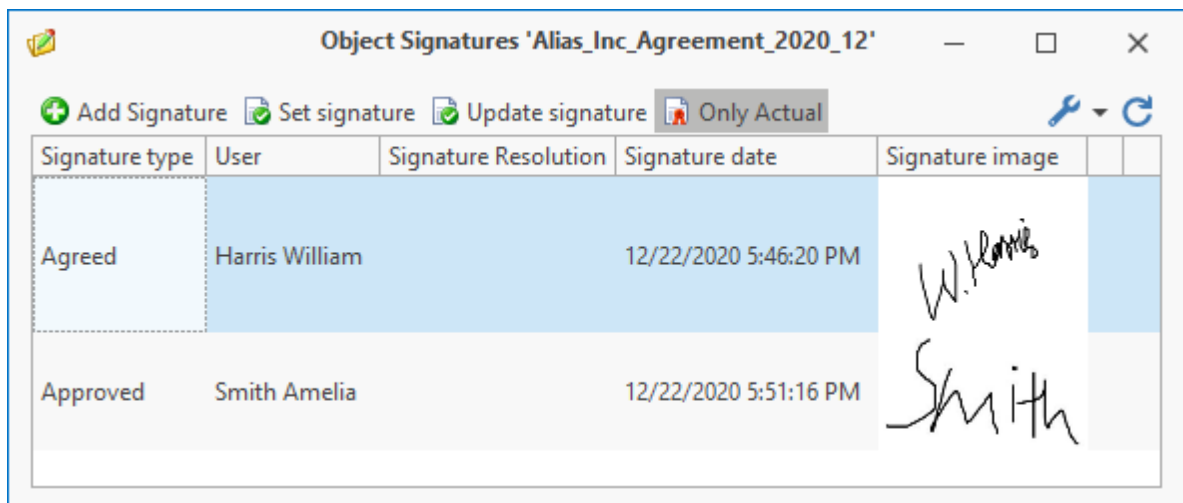 Object Signatures 'Alias_Inc_Agreement_2020_12'
Add Signature Set signature Update signature Only Actual
Signature type User Signature Resolution Signature date Signature image
Agreed Harris William 12/22/2020 5:46:20 PM W. Harris
Approved Smith Amelia 12/22/2020 5:51:16 PM Smith